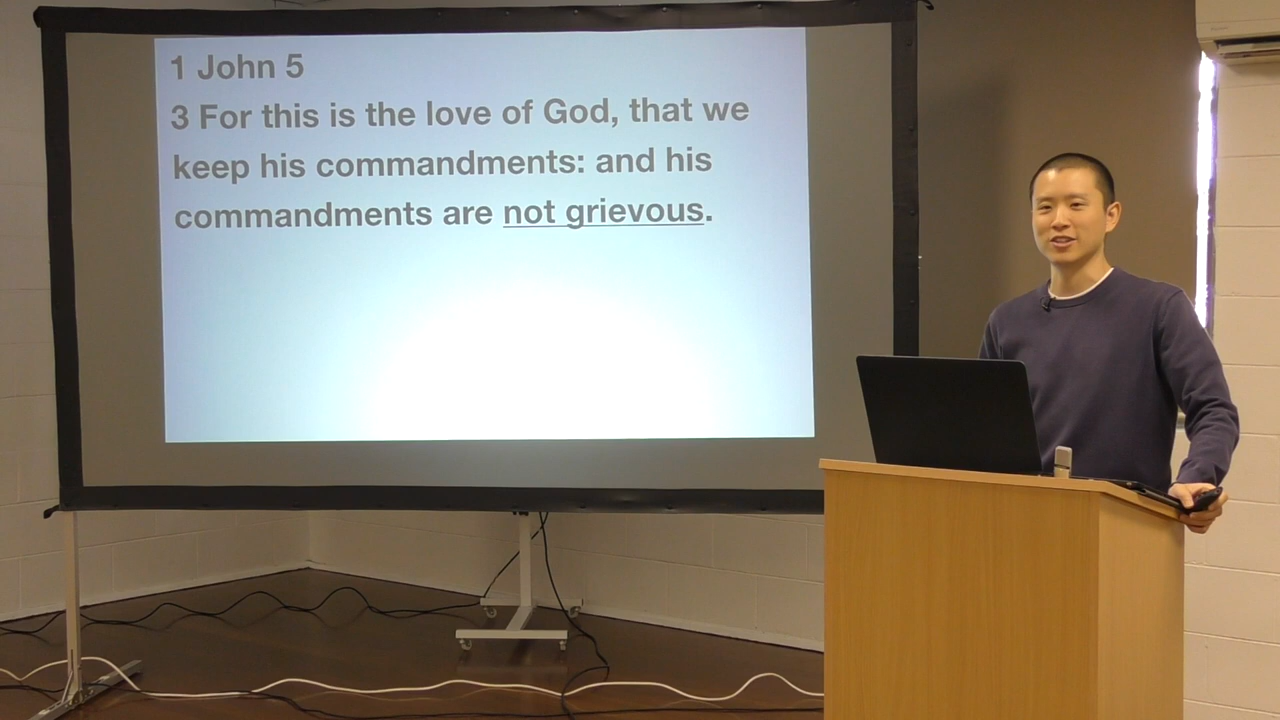 1 John 5
3 For this is the love of God, that we
keep his commandments: and his
commandments are not grievous.